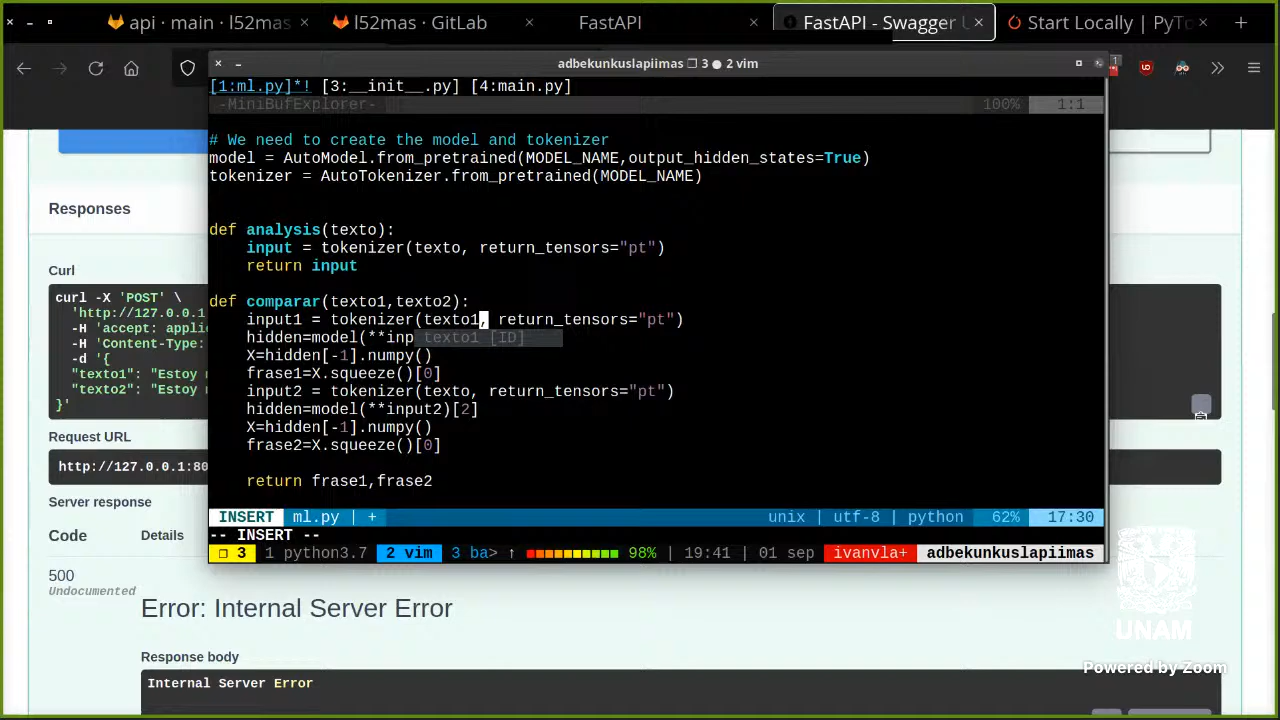 api · main · l52mas
l52mas · GitLab
FastAPI
FastAPI - Swagger U
Start Locally | PyTo
adbekunkuslapiimas ❐ 3 ● 2 vim
[1:ml.py]*! [3:__init__.py] [4:main.py]
-MiniBufExplorer- 100% 1:1
# We need to create the model and tokenizer
model = AutoModel.from_pretrained(MODEL_NAME,output_hidden_states=True)
tokenizer = AutoTokenizer.from_pretrained(MODEL_NAME)
def analysis(texto):
input = tokenizer(texto, return_tensors="pt")
return input
def comparar(texto1,texto2):
input1 = tokenizer(texto1, return_tensors="pt")
hidden=model(**inp texto1 [ID]
X=hidden[-1].numpy()
frase1=X.squeeze()[0]
input2 = tokenizer(texto, return_tensors="pt")
hidden=model(**input2)[2]
X=hidden[-1].numpy()
frase2=X.squeeze()[0]
return frase1,frase2
INSERT ml.py | + unix | utf-8 | python 62% 17:30
-- INSERT --
❐ 3 1 python3.7 2 vim 3 ba> ↑ 98% | 19:41 | 01 sep ivanvla+ adbekunkuslapiimas
Responses
Curl
curl -X 'POST' \
'http://127.0.0.1:
-H 'accept: appli
-H 'Content-Type:
-d '{
"texto1": "Estoy
"texto2": "Estoy
}'
Request URL
http://127.0.0.1:80
Server response
Code Details
500
Undocumented
Error: Internal Server Error
Response body
Internal Server Error
UNAM
Powered by Zoom